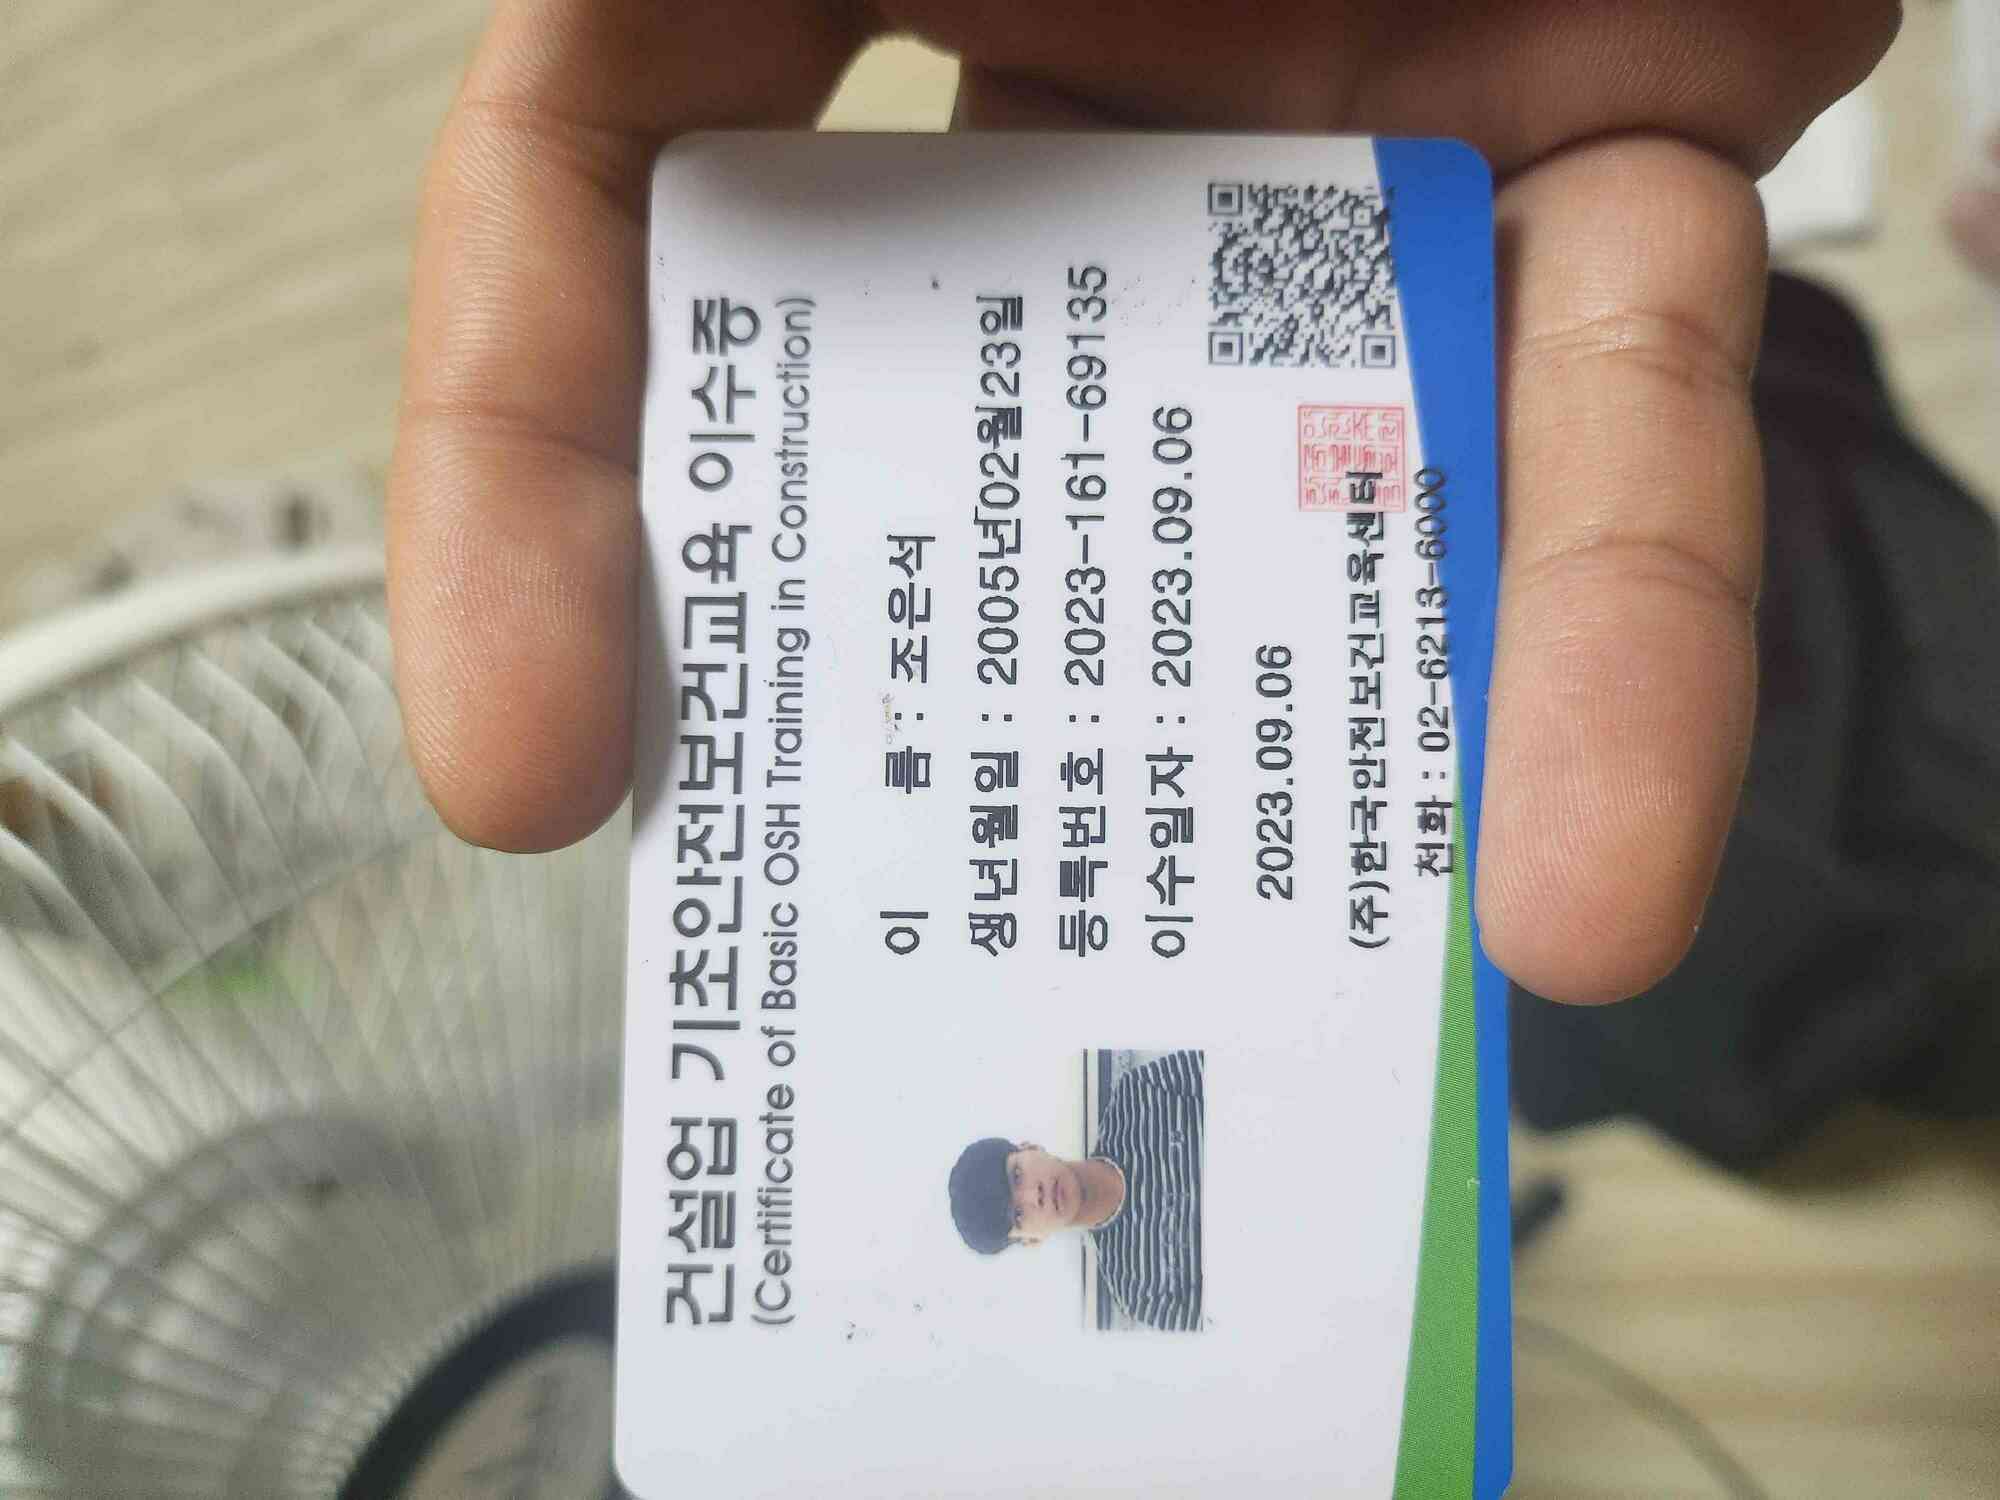 건설업 기초안전보건교육 이수증
(Certificate of Basic OSH Training in Construction)
이 름 : 조은석
생년월일 : 2005년02월23일
등록번호 : 2023-161-69135
이수일자 : 2023.09.06
2023.09.06
(주)한국안전보건교육센터
전화 : 02-6213-6000